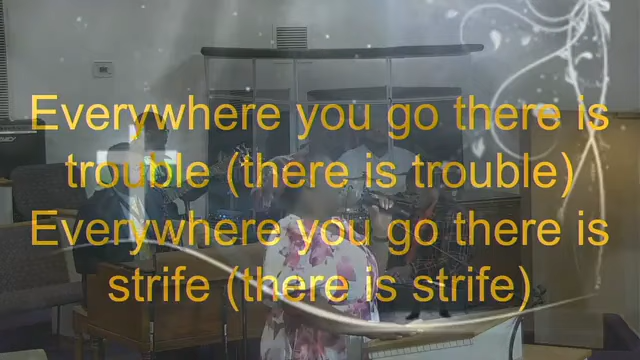 Everywhere you go there is
trouble (there is trouble)
Everywhere you go there is
strife (there is strife)